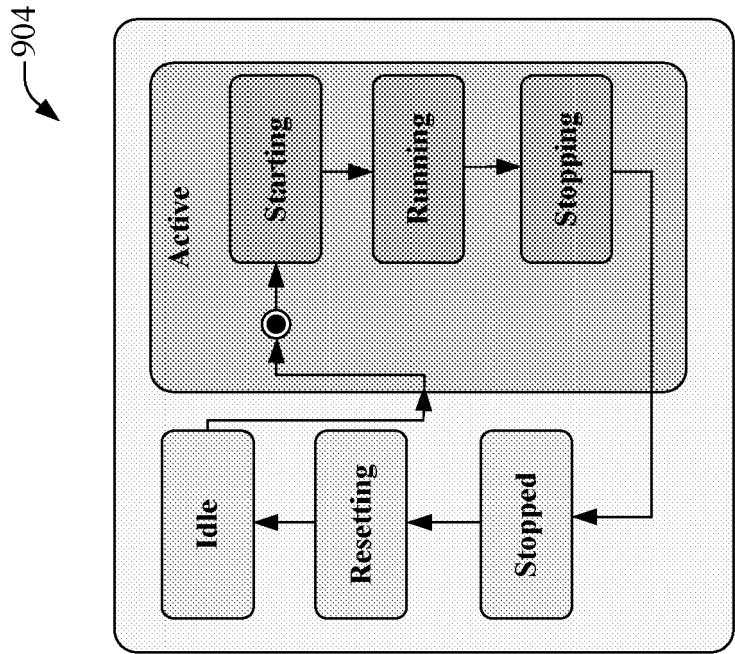 904
Active
Starting
Running
Stopping
Idle
Resetting
Stopped